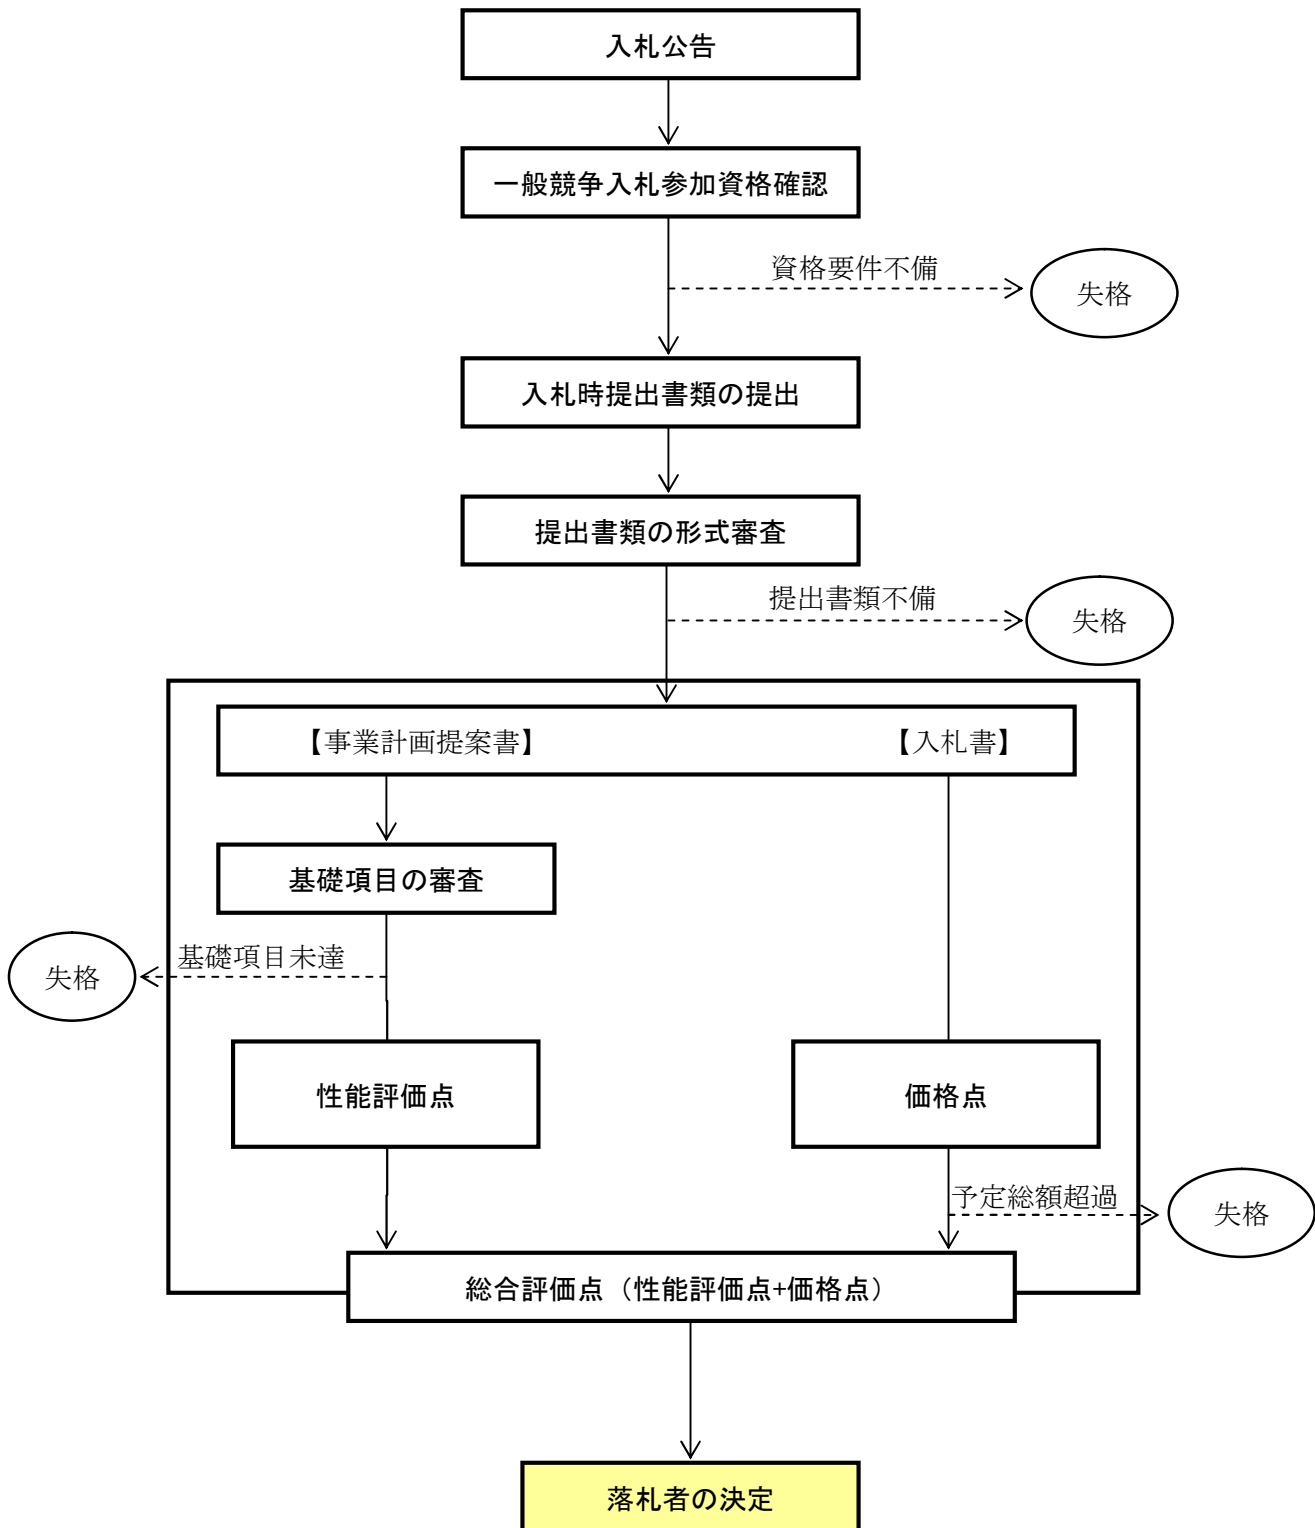 入札公告
一般競争入札参加資格確認
資格要件不備
失格
入札時提出書類の提出
提出書類の形式審査
提出書類不備
失格
【事業計画提案書】
【入札書】
基礎項目の審査
基礎項目未達
失格
性能評価点
価格点
予定総額超過
失格
総合評価点（性能評価点+価格点）
落札者の決定